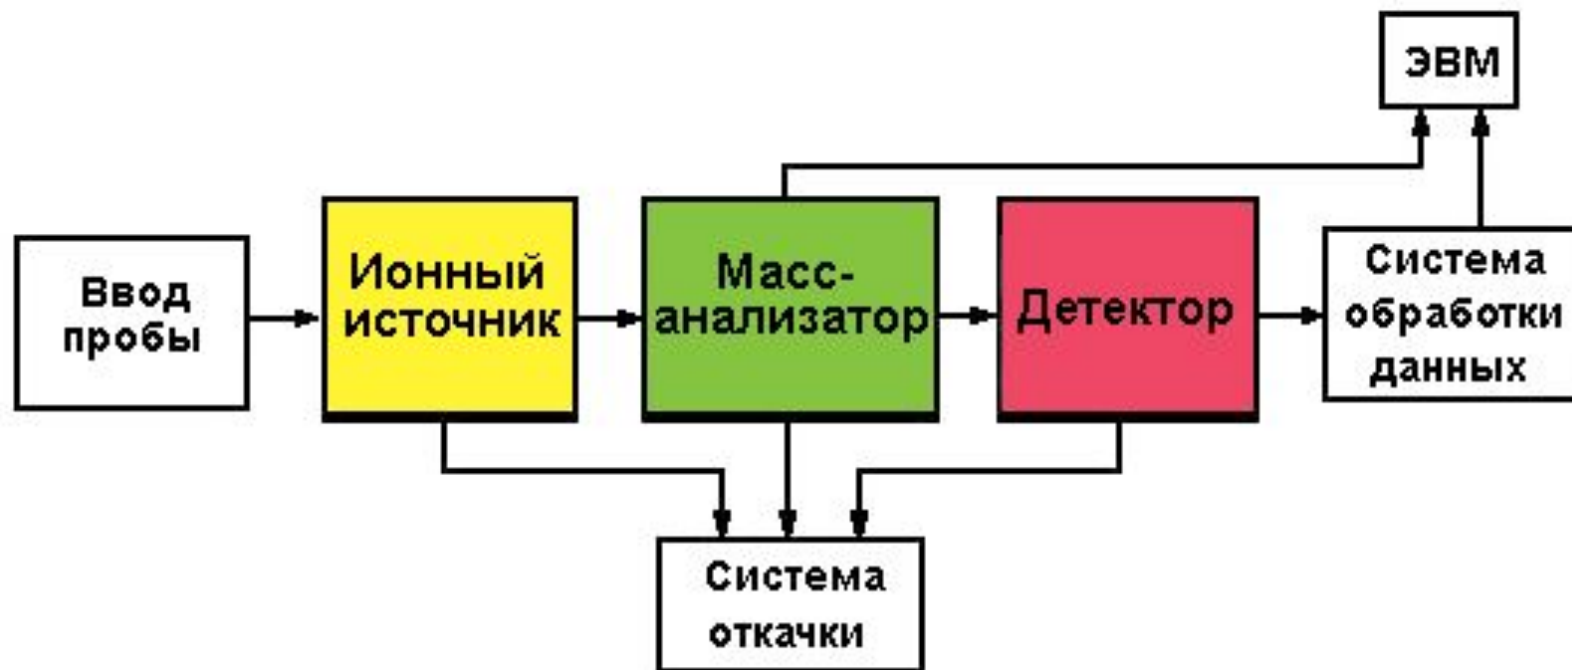 ЭВМ
Ввод
пробы
Ионный
источник
Масс-
анализатор
Детектор
Система
обработки
данных
Система
откачки